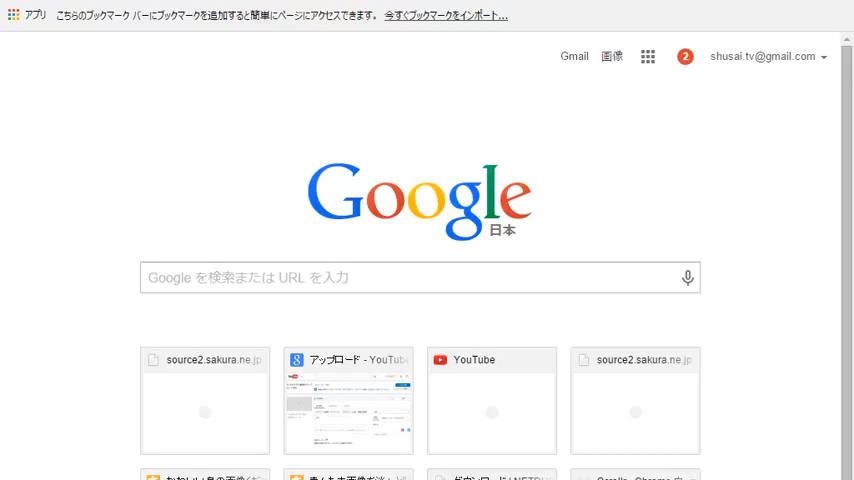 アプリ こちらのブックマーク バーにブックマークを追加すると簡単にページにアクセスできます。 今すぐブックマークをインポート...
Gmail 画像 2 shusai.tv@gmail.com
Google
日本
Google を検索または URL を入力
source2.sakura.ne.jp アップロード - YouTube YouTube source2.sakura.ne.jp